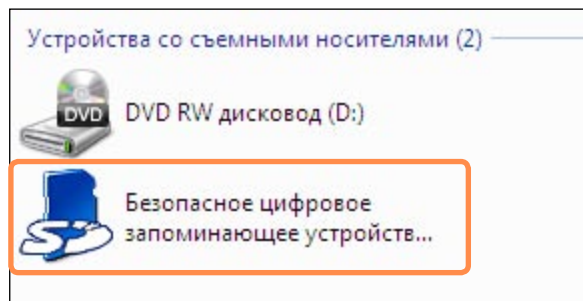 Устройства со съемными носителями (2)
DVD
DVD RW дисковод (D:)
Безопасное цифровое
запоминающее устройств...
SD